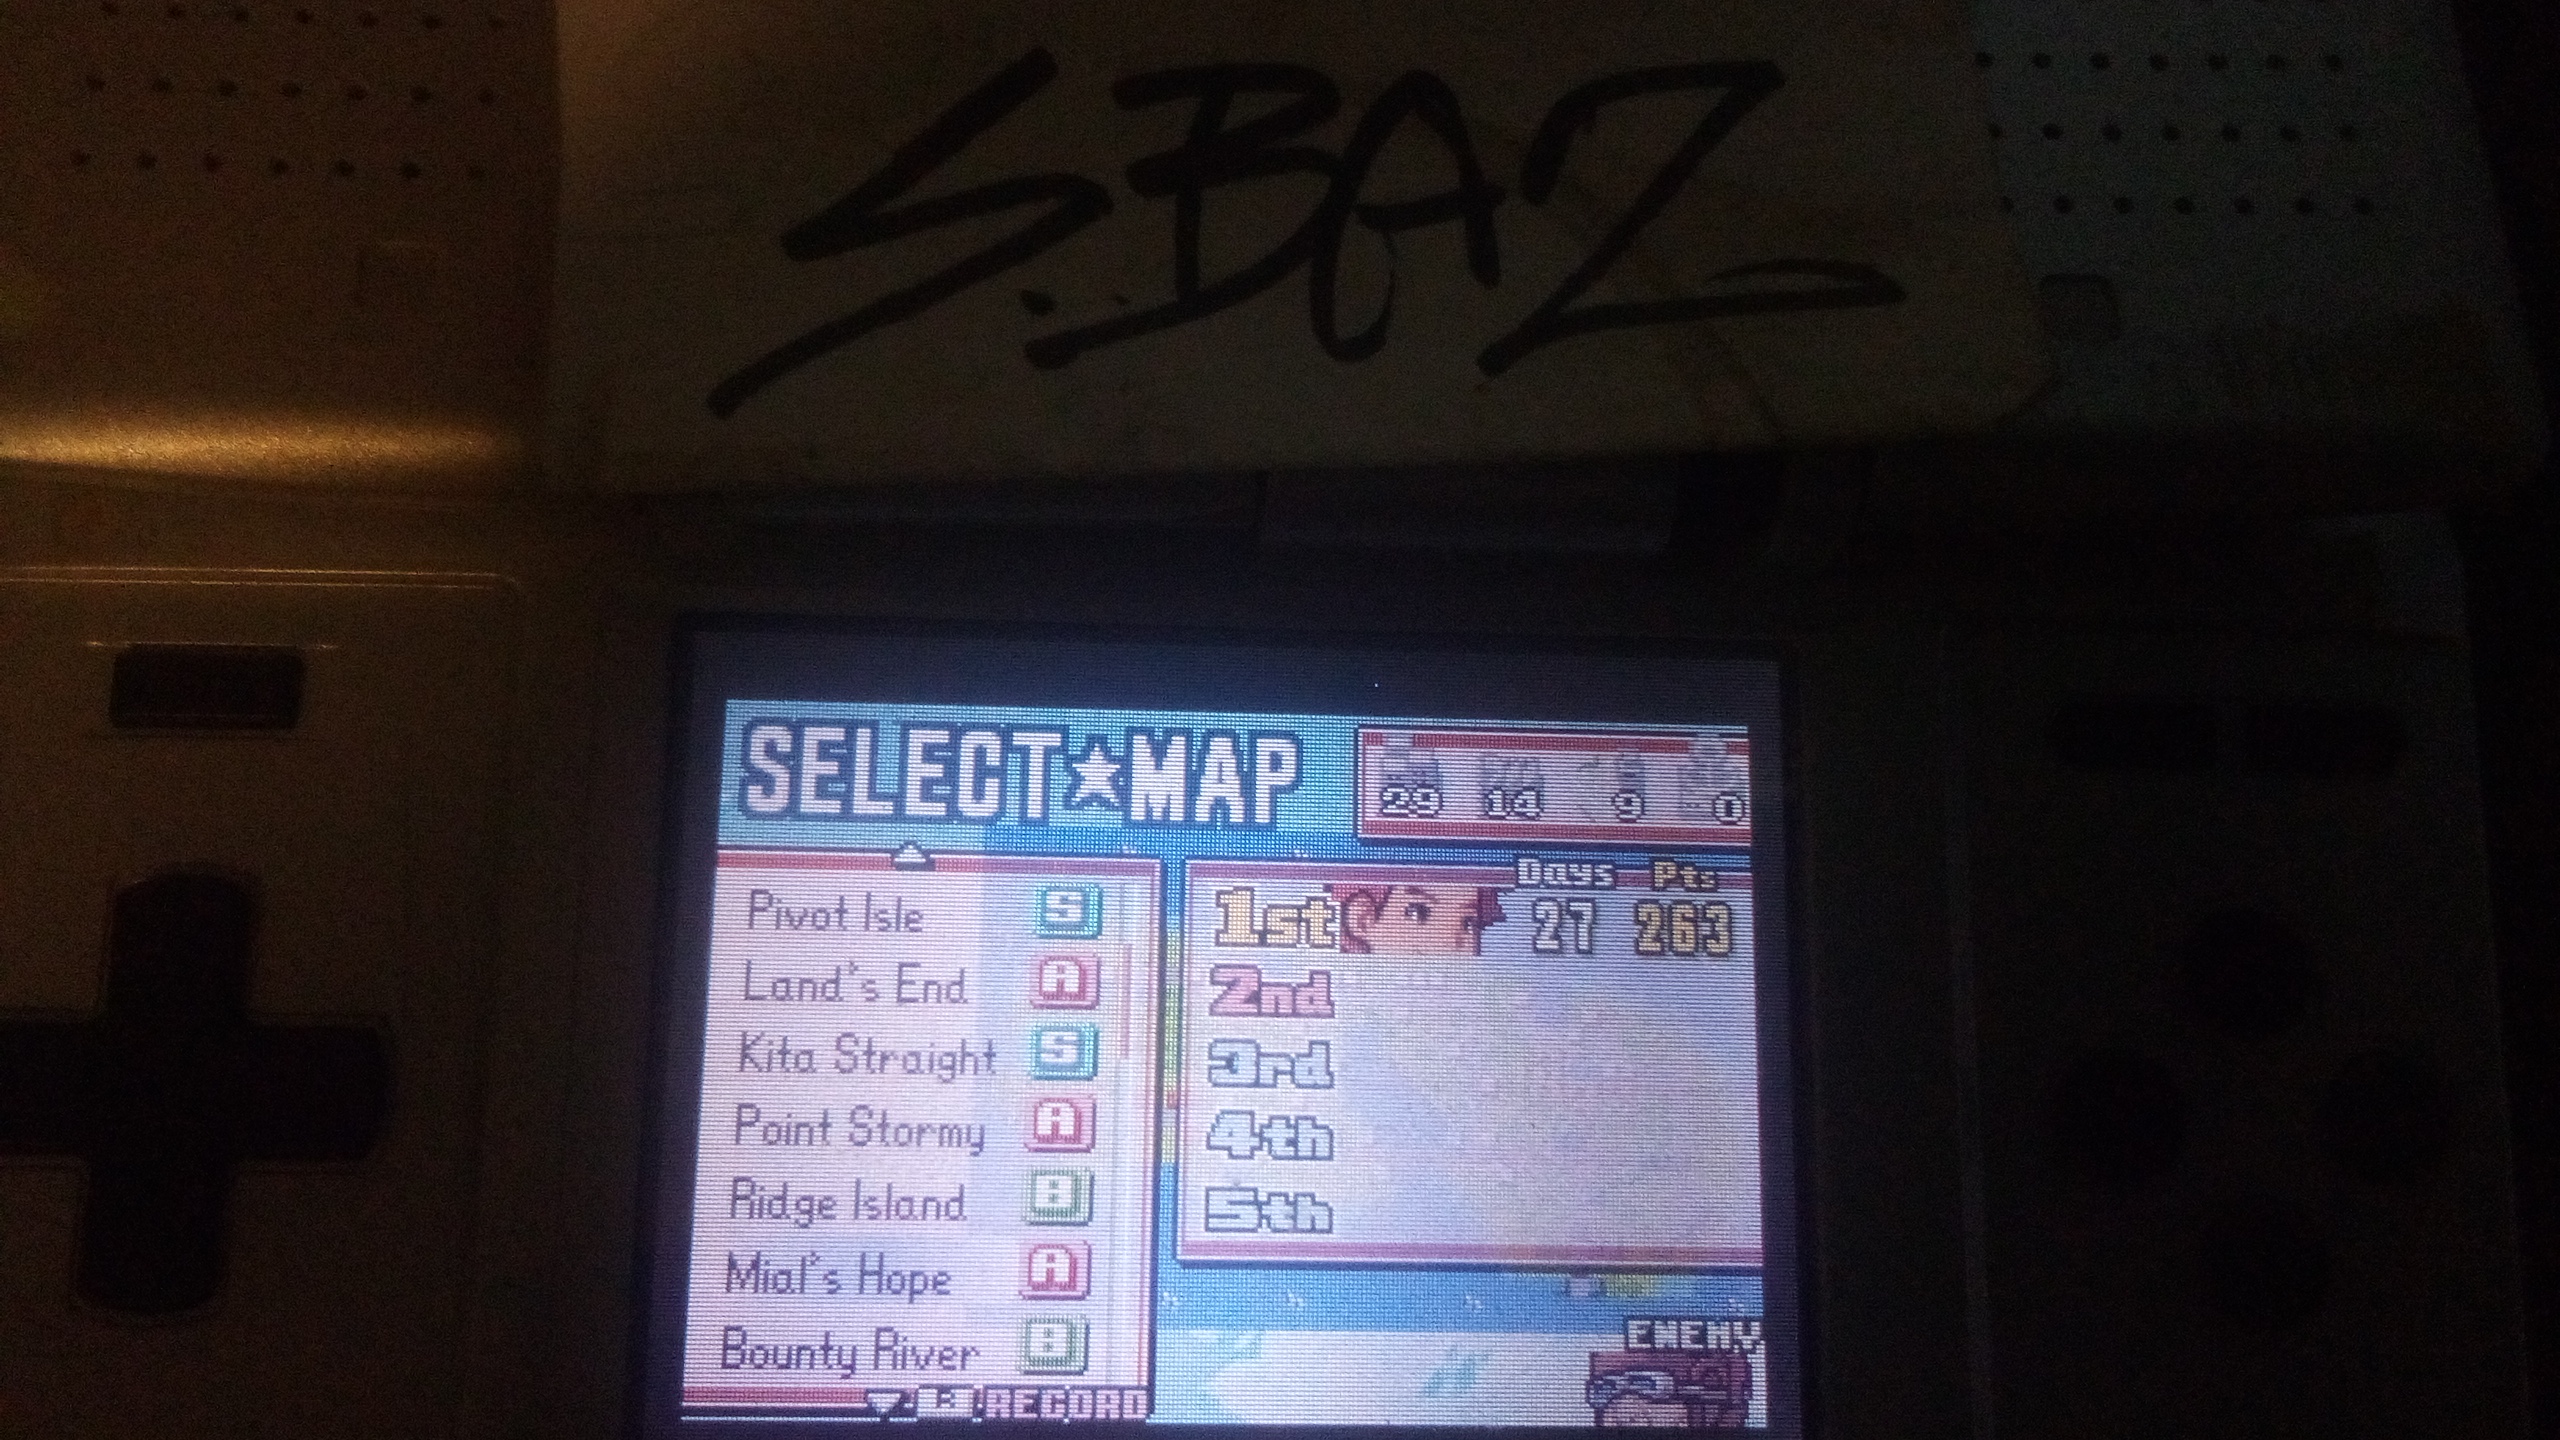 S.BAZ
SELECT★MAP
29 14 9 0
Days Pts
1st 27 263
2nd
3rd
4th
5th
Pivot Isle S
Land's End A
Kita Straight S
Point Stormy A
Ridge Island B
Mial's Hope A
Bounty River B
B:RECORD
ENEMY